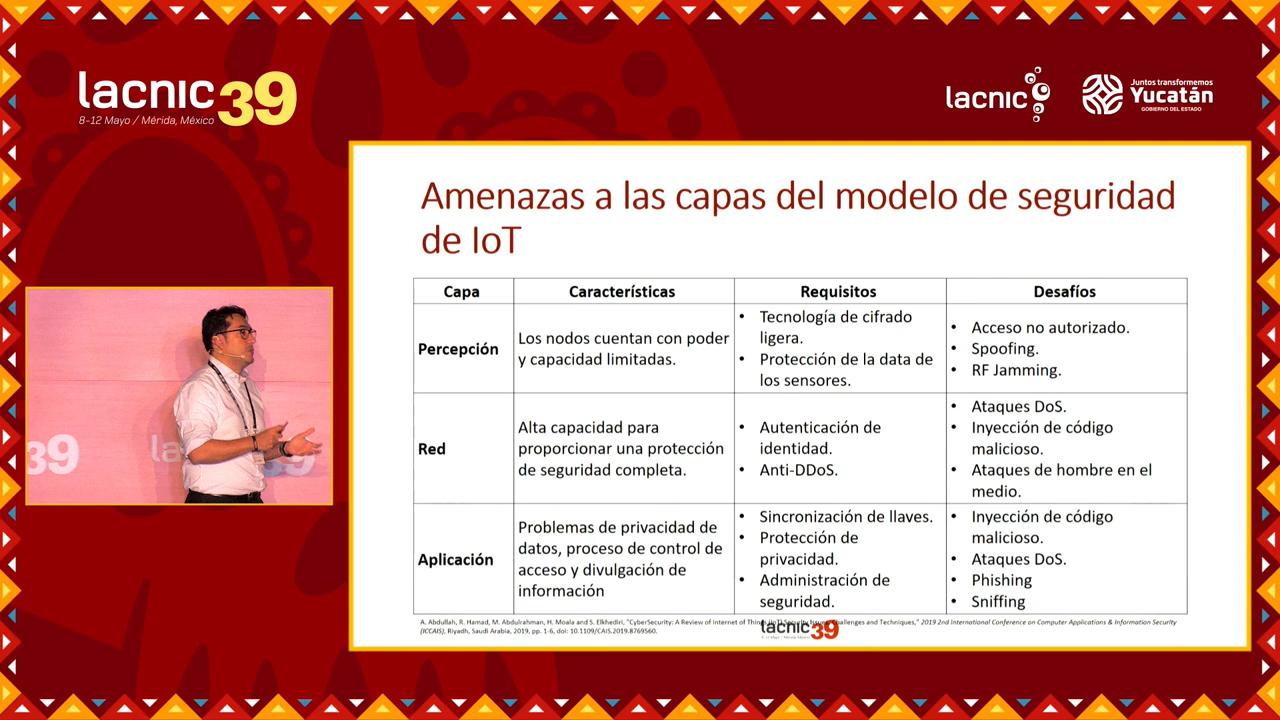 lacnic39
8-12 Mayo / Mérida, México
lacnic
Juntos transformemos
Yucatán
GOBIERNO DEL ESTADO
Amenazas a las capas del modelo de seguridad
de IoT
Capa
Características
Requisitos
Desafíos
Percepción
Los nodos cuentan con poder
y capacidad limitadas.
• Tecnología de cifrado
ligera.
• Protección de la data de
los sensores.
• Acceso no autorizado.
• Spoofing.
• RF Jamming.
Red
Alta capacidad para
proporcionar una protección
de seguridad completa.
• Autenticación de
identidad.
• Anti-DDoS.
• Ataques DoS.
• Inyección de código
malicioso.
• Ataques de hombre en el
medio.
Aplicación
Problemas de privacidad de
datos, proceso de control de
acceso y divulgación de
información
• Sincronización de llaves.
• Protección de
privacidad.
• Administración de
seguridad.
• Inyección de código
malicioso.
• Ataques DoS.
• Phishing
• Sniffing
A. Abdullah, R. Hamad, M. Abdulrahman, H. Moala and S. Elkhediri, "CyberSecurity: A Review of Internet of Things (IoT) Security Issues, Challenges and Techniques," 2019 2nd International Conference on Computer Applications & Information Security
(ICCAIS), Riyadh, Saudi Arabia, 2019, pp. 1-6, doi: 10.1109/CAIS.2019.8769560.
lacnic39
39
la
39